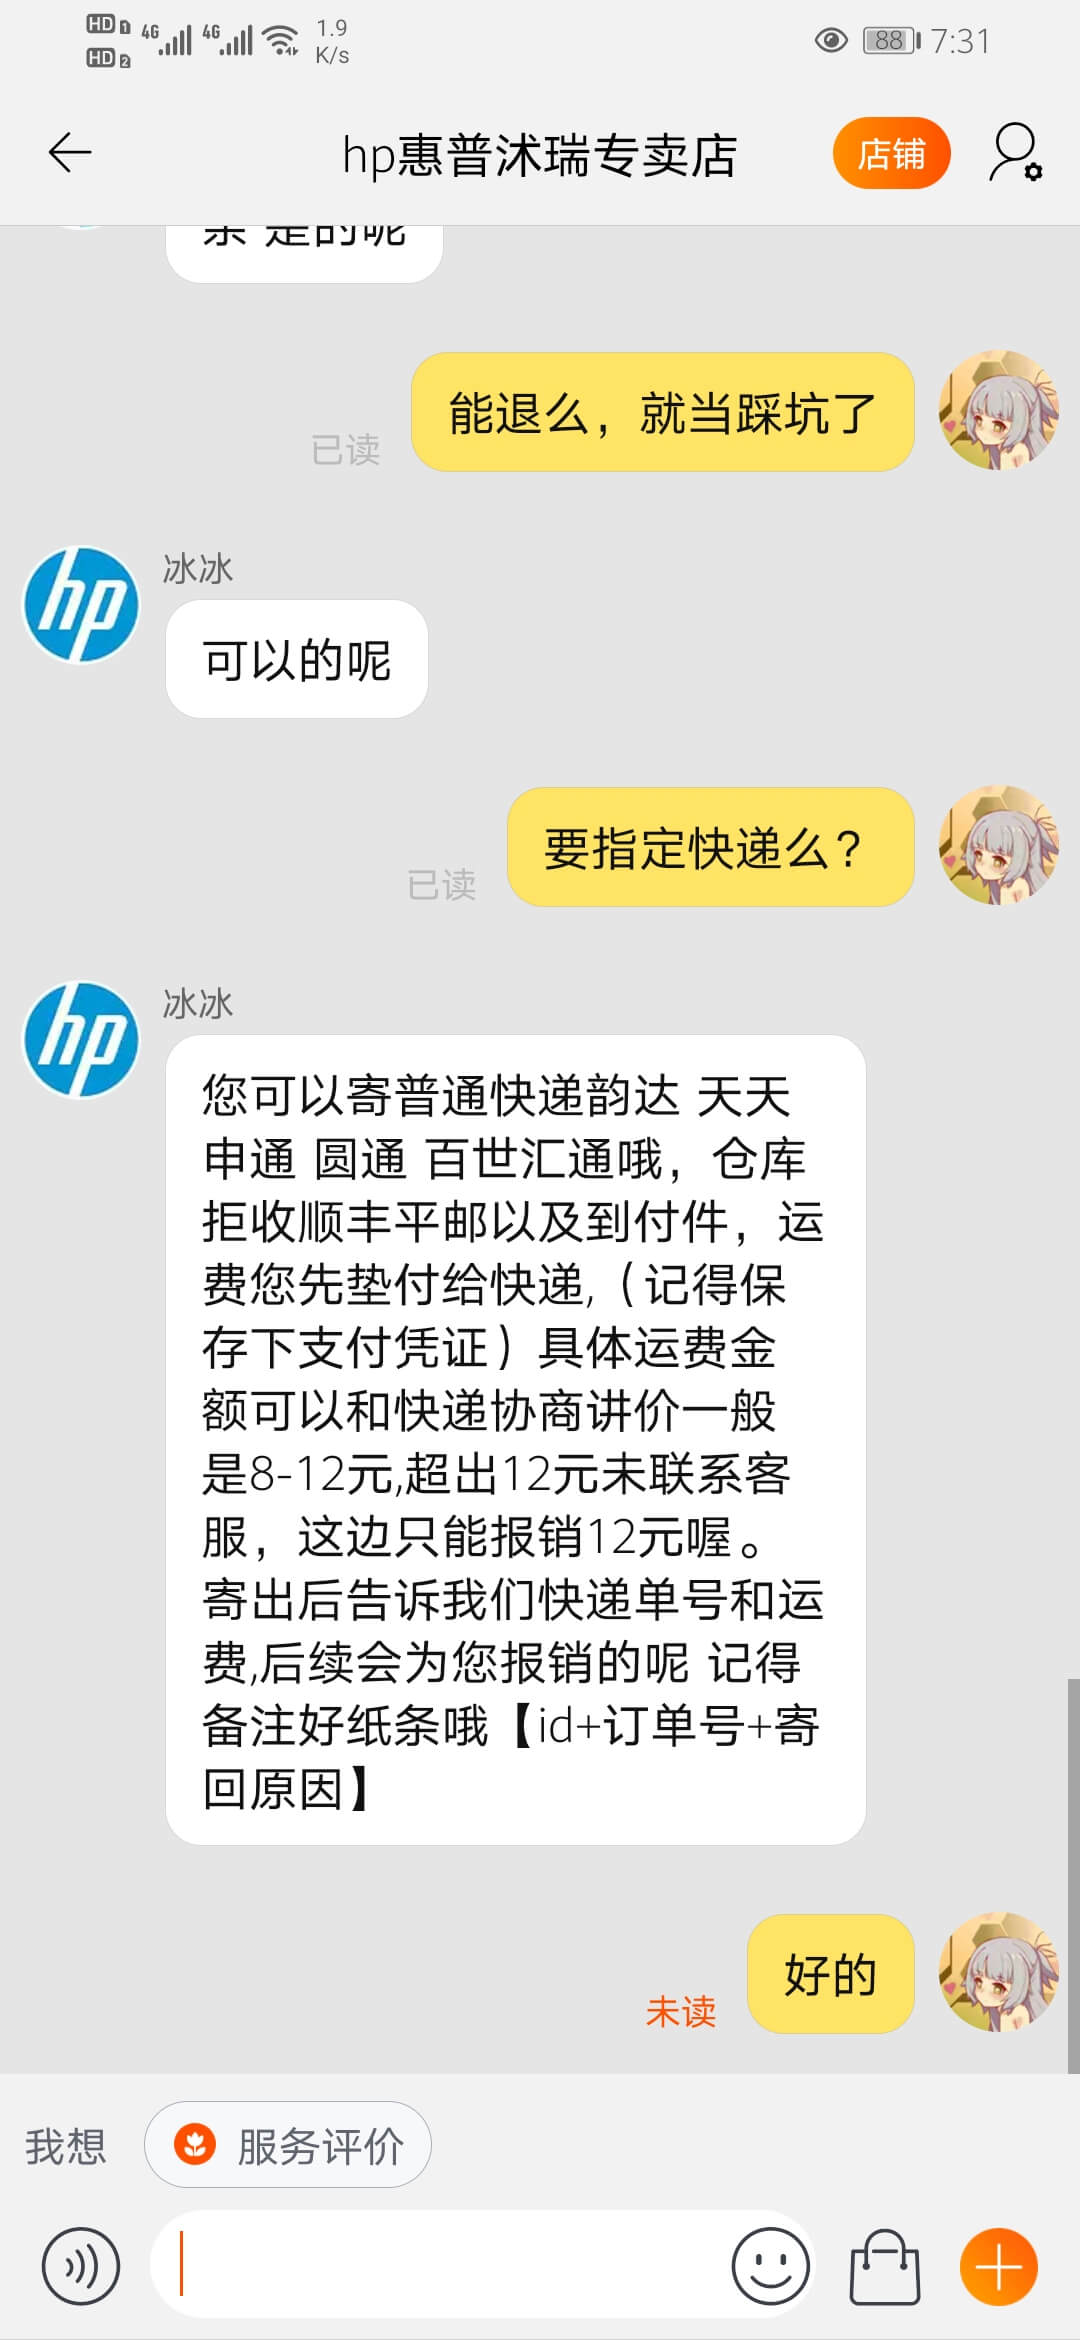 HD 1 4G 4G 1.9
HD 2 K/s
88 7:31
hp惠普沭瑞专卖店
店铺
亲 是的呢
能退么，就当踩坑了
已读
hp
冰冰
可以的呢
要指定快递么？
已读
hp
冰冰
您可以寄普通快递韵达 天天
申通 圆通 百世汇通哦，仓库
拒收顺丰平邮以及到付件，运
费您先垫付给快递,（记得保
存下支付凭证）具体运费金
额可以和快递协商讲价一般
是8-12元,超出12元未联系客
服，这边只能报销12元喔。
寄出后告诉我们快递单号和运
费,后续会为您报销的呢 记得
备注好纸条哦【id+订单号+寄
回原因】
好的
未读
我想
服务评价